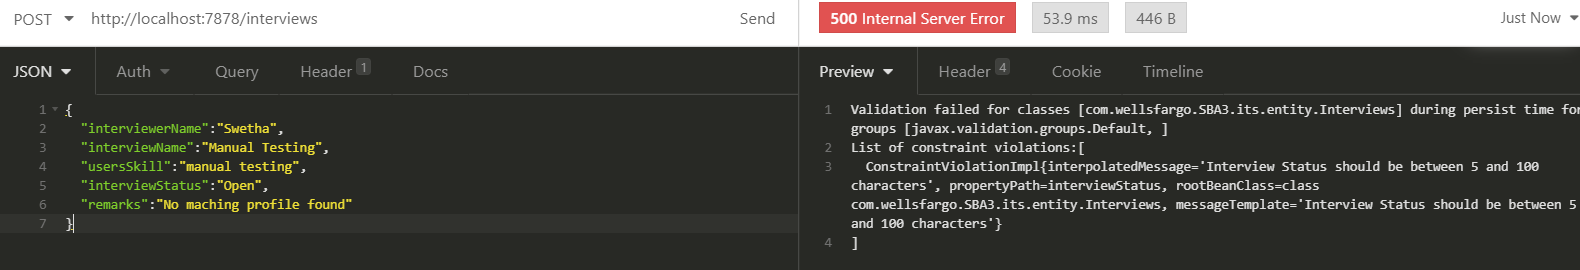 POST http://localhost:7878/interviews Send 500 Internal Server Error 53.9 ms 446 B Just Now
JSON Auth Query Header 1 Docs Preview Header 4 Cookie Timeline
1 {
2 "interviewerName":"Swetha",
3 "interviewName":"Manual Testing",
4 "usersSkill":"manual testing",
5 "interviewStatus":"Open",
6 "remarks":"No maching profile found"
7 }
1 Validation failed for classes [com.wellsfargo.SBA3.its.entity.Interviews] during persist time for
groups [javax.validation.groups.Default, ]
2 List of constraint violations:[
3 ConstraintViolationImpl{interpolatedMessage='Interview Status should be between 5 and 100
characters', propertyPath=interviewStatus, rootBeanClass=class
com.wellsfargo.SBA3.its.entity.Interviews, messageTemplate='Interview Status should be between 5
and 100 characters'}
4 ]